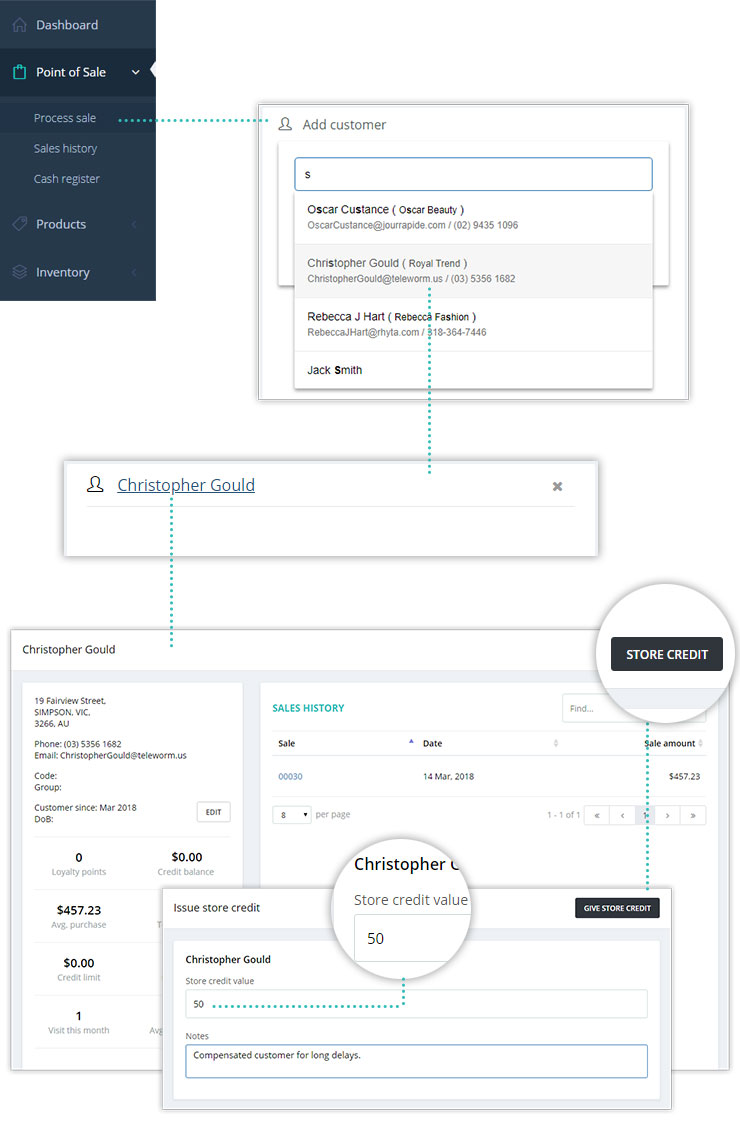 Dashboard
Point of Sale
Process sale
Sales history
Cash register
Products
Inventory
Add customer
s
Oscar Custance ( Oscar Beauty )
OscarCustance@jourrapide.com / (02) 9435 1096
Christopher Gould ( Royal Trend )
ChristopherGould@teleworm.us / (03) 5356 1682
Rebecca J Hart ( Rebecca Fashion )
RebeccaJHart@rhyta.com / 318-364-7446
Jack Smith
Christopher Gould
STORE CREDIT
Christopher Gould
19 Fairview Street,
SIMPSON, VIC,
3266, AU
Phone: (03) 5356 1682
Email: ChristopherGould@teleworm.us
Code:
Group:
Customer since: Mar 2018
DoB:
EDIT
0
Loyalty points
$0.00
Credit balance
$457.23
Avg. purchase
$0.00
Credit limit
1
Visit this month
SALES HISTORY
Find...
Sale Date Sale amount
00030 14 Mar, 2018 $457.23
8 per page
1 - 1 of 1 « ‹ 1 › »
Christopher
Store credit value
50
Issue store credit
GIVE STORE CREDIT
Christopher Gould
Store credit value
50
Notes
Compensated customer for long delays.